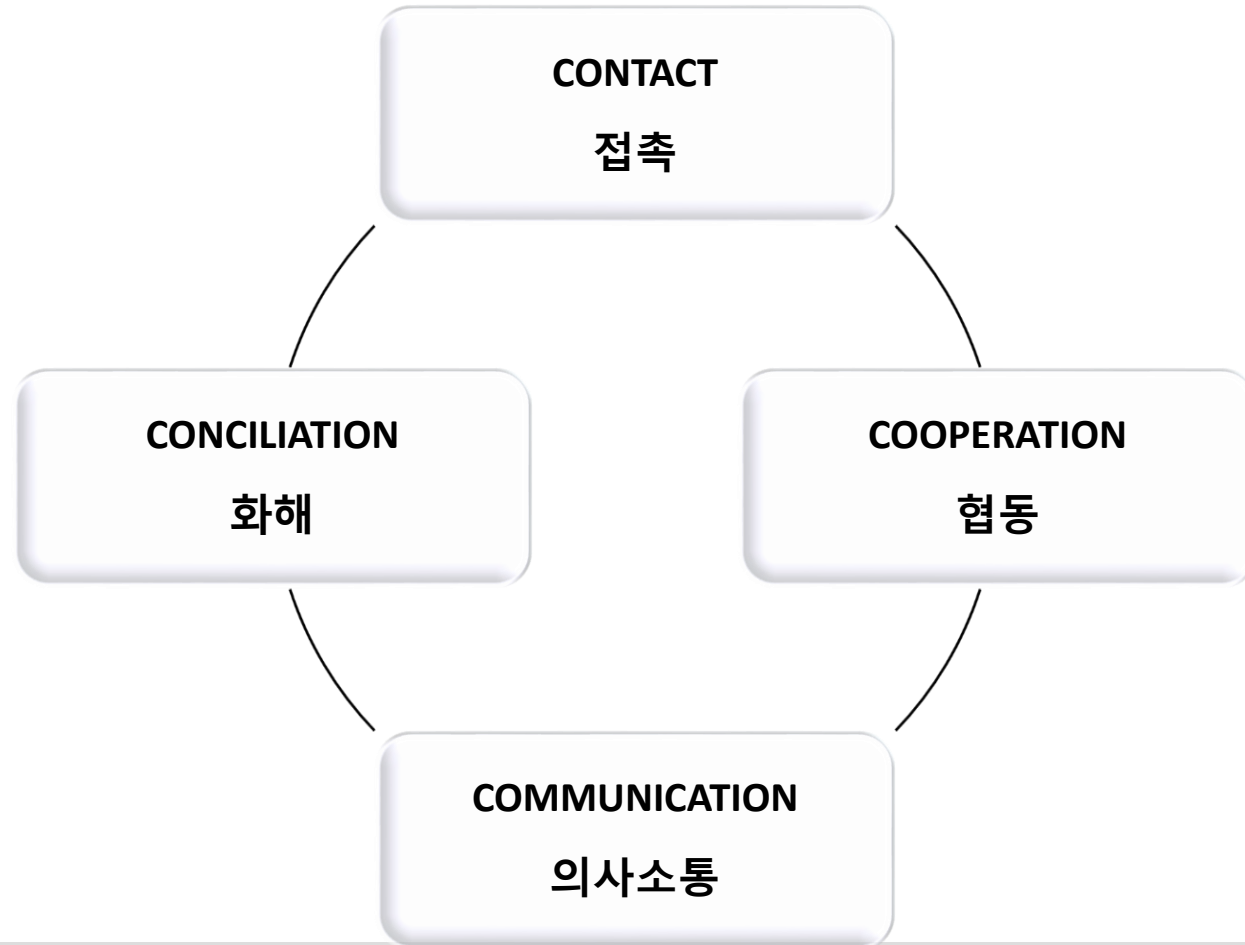 CONTACT
접촉
CONCILIATION
화해
COOPERATION
협동
COMMUNICATION
의사소통